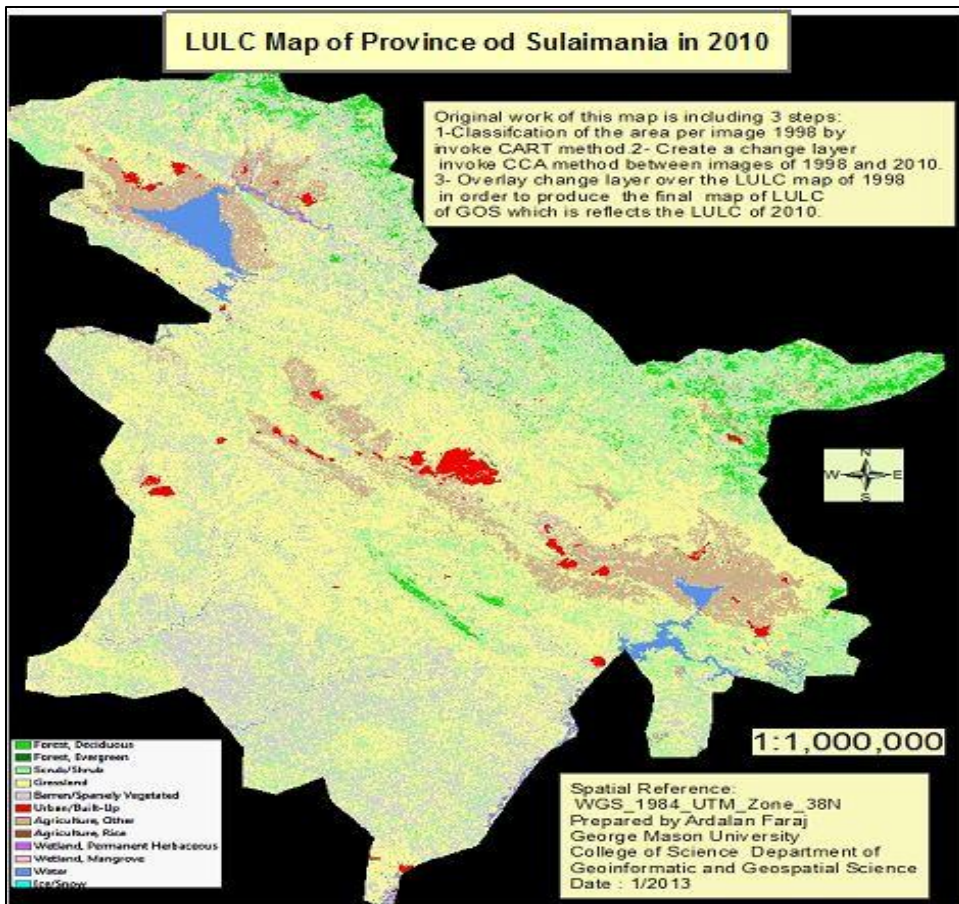 LULC Map of Province od Sulaimania in 2010
Original work of this map is including 3 steps:
1-Classifcation of the area per image 1998 by
invoke CART method.2- Create a change layer
invoke CCA method between images of 1998 and 2010.
3- Overlay change layer over the LULC map of 1998
in order to produce the final map of LULC
of GOS which is reflects the LULC of 2010.
N
W E
S
1:1,000,000
Forest, Deciduous
Forest, Evergreen
Scrub/Shrub
Grassland
Barren/Sparsely Vegetated
Urban/Built-Up
Agriculture, Other
Agriculture, Rice
Wetland, Permanent Herbaceous
Wetland, Mangrove
Water
Ice/Snow
Spatial Reference:
WGS_1984_UTM_Zone_38N
Prepared by Ardalan Faraj
George Mason University
College of Science Department of
Geoinformatic and Geospatial Science
Date : 1/2013